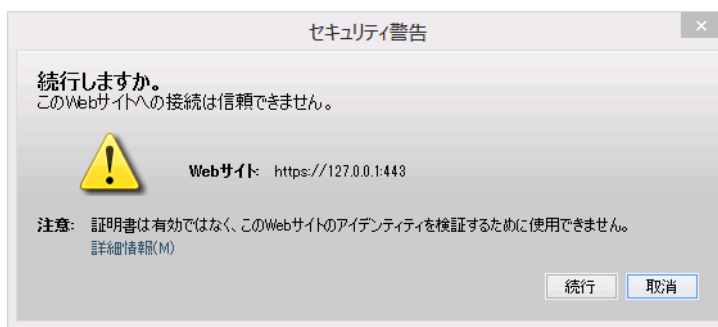 セキュリティ警告
続行しますか。
このWebサイトへの接続は信頼できません。
Webサイト: https://127.0.0.1:443
注意: 証明書は有効ではなく、このWebサイトのアイデンティティを検証するために使用できません。
詳細情報(M)
続行 取消